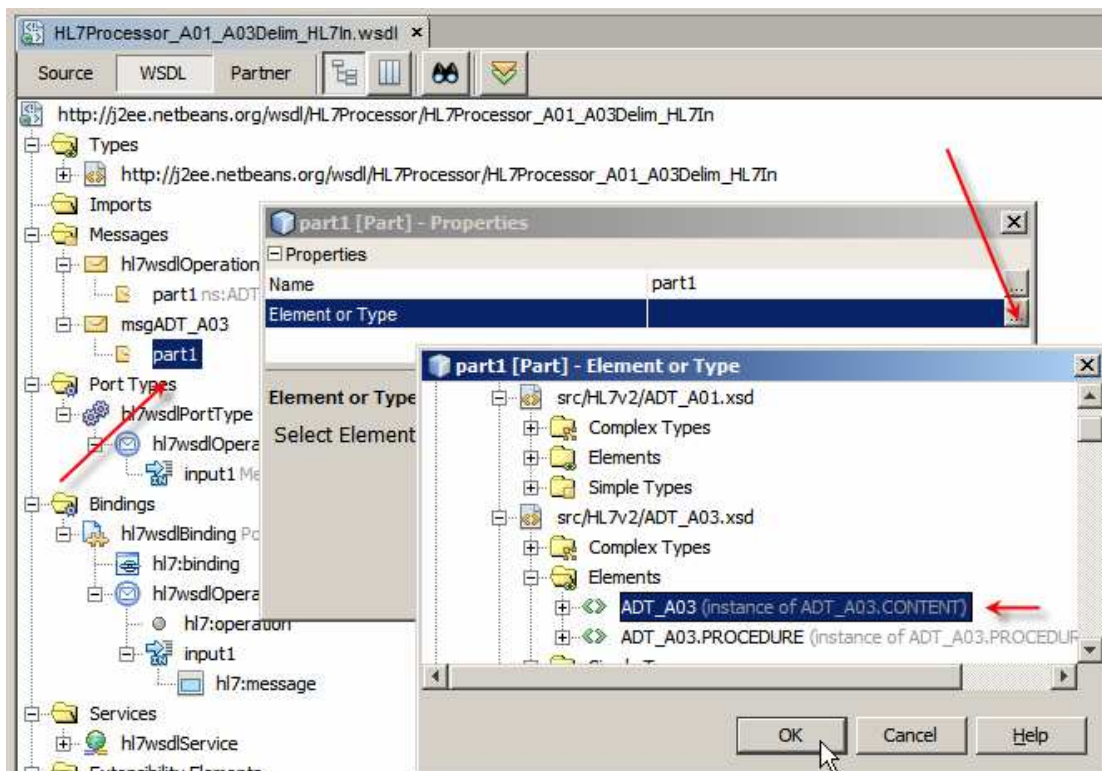 HL7Processor_A01_A03Delim_HL7In.wsdl ×
Source WSDL Partner
http://j2ee.netbeans.org/wsdl/HL7Processor/HL7Processor_A01_A03Delim_HL7In
Types
http://j2ee.netbeans.org/wsdl/HL7Processor/HL7Processor_A01_A03Delim_HL7In
Imports
Messages
hl7wsdlOperation
part1 ns:ADT
msgADT_A03
part1
Port Types
hl7wsdlPortType
hl7wsdlOpera
input1 Me
Bindings
hl7wsdlBinding Po
hl7:binding
hl7wsdlOpera
hl7:operation
input1
hl7:message
Services
hl7wsdlService
Extensibility Elements
part1 [Part] - Properties
Properties
Name part1 ...
Element or Type ...
Element or Type
Select Element
part1 [Part] - Element or Type
src/HL7v2/ADT_A01.xsd
Complex Types
Elements
Simple Types
src/HL7v2/ADT_A03.xsd
Complex Types
Elements
ADT_A03 (instance of ADT_A03.CONTENT)
ADT_A03.PROCEDURE (instance of ADT_A03.PROCEDUR
OK Cancel Help